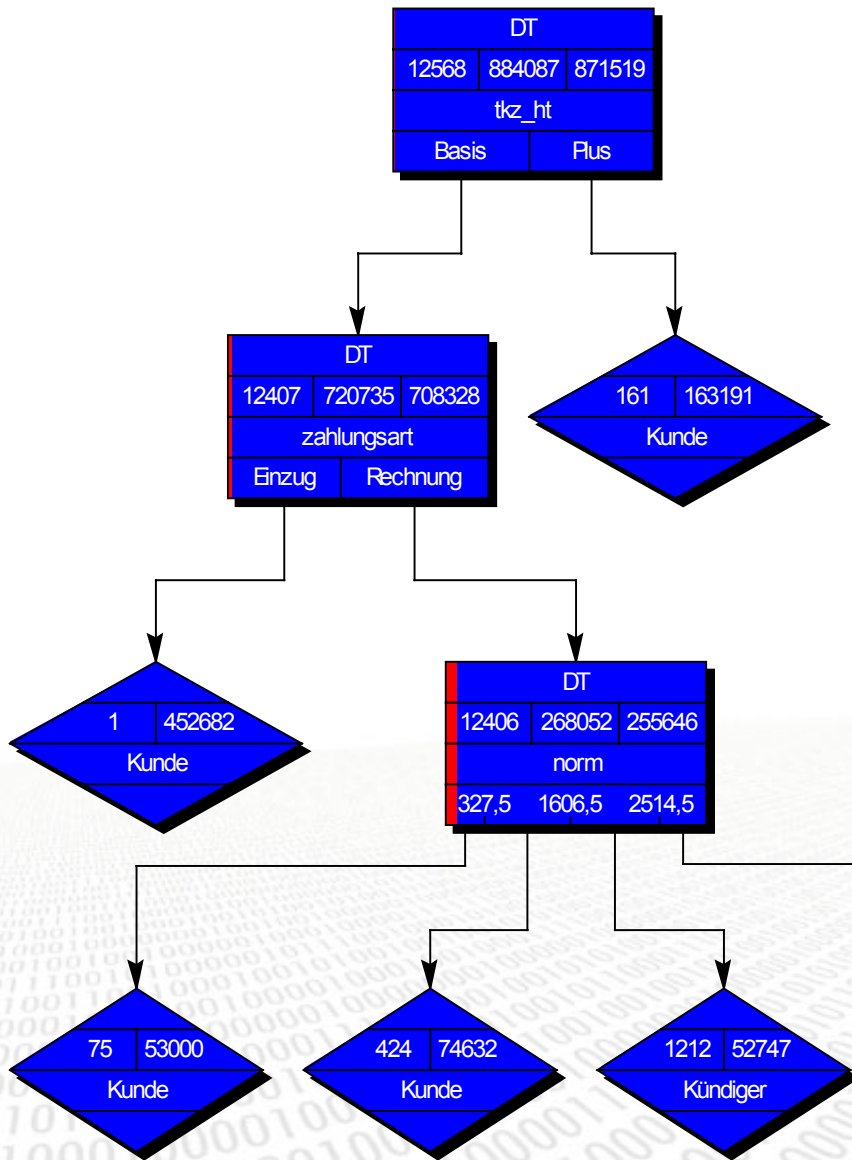 DT
12568 884087 871519
tkz_ht
Basis Plus
DT
12407 720735 708328
zahlungsart
Einzug Rechnung
161 163191
Kunde
1 452682
Kunde
DT
12406 268052 255646
norm
327,5 1606,5 2514,5
75 53000
Kunde
424 74632
Kunde
1212 52747
Kündiger